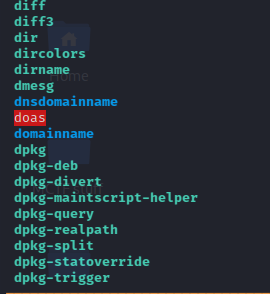 diff
diff3
dir
dircolors
dirname
dmesg
dnsdomainname
doas
domainname
dpkg
dpkg-deb
dpkg-divert
dpkg-maintscript-helper
dpkg-query
dpkg-realpath
dpkg-split
dpkg-statoverride
dpkg-trigger
Home